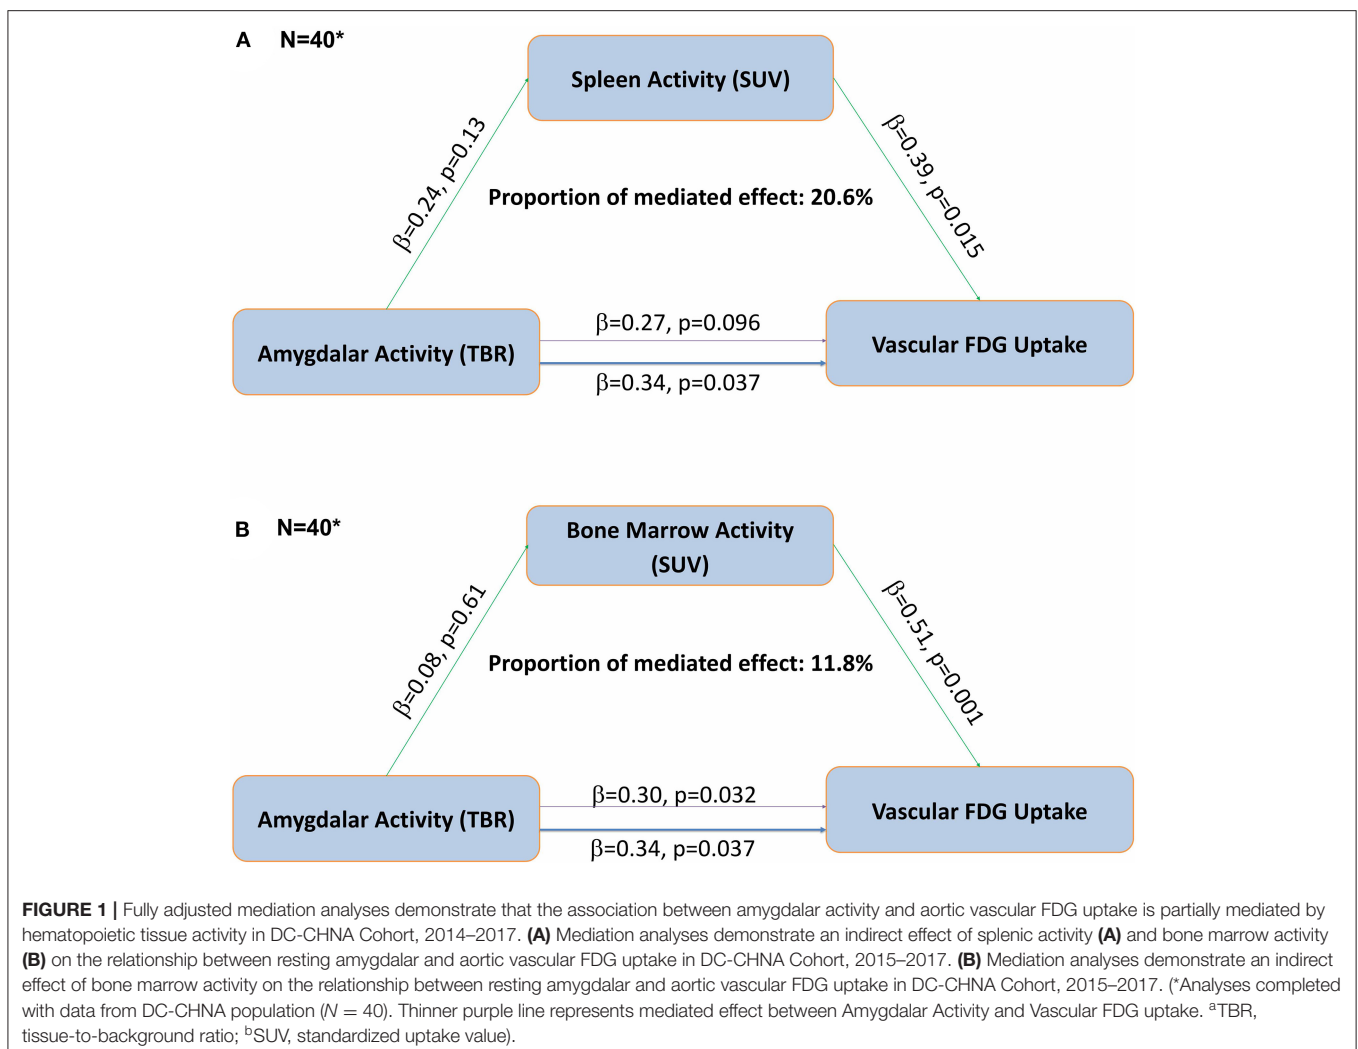 A N=40*
Spleen Activity (SUV)
β=0.24, p=0.13
β=0.39, p=0.015
Proportion of mediated effect: 20.6%
β=0.27, p=0.096
Amygdalar Activity (TBR)
Vascular FDG Uptake
β=0.34, p=0.037
B N=40*
Bone Marrow Activity
(SUV)
β=0.08, p=0.61
β=0.51, p=0.001
Proportion of mediated effect: 11.8%
β=0.30, p=0.032
Amygdalar Activity (TBR)
Vascular FDG Uptake
β=0.34, p=0.037
FIGURE 1 | Fully adjusted mediation analyses demonstrate that the association between amygdalar activity and aortic vascular FDG uptake is partially mediated by
hematopoietic tissue activity in DC-CHNA Cohort, 2014–2017. (A) Mediation analyses demonstrate an indirect effect of splenic activity (A) and bone marrow activity
(B) on the relationship between resting amygdalar and aortic vascular FDG uptake in DC-CHNA Cohort, 2015–2017. (B) Mediation analyses demonstrate an indirect
effect of bone marrow activity on the relationship between resting amygdalar and aortic vascular FDG uptake in DC-CHNA Cohort, 2015–2017. (*Analyses completed
with data from DC-CHNA population (N = 40). Thinner purple line represents mediated effect between Amygdalar Activity and Vascular FDG uptake. ᵃTBR,
tissue-to-background ratio; ᵇSUV, standardized uptake value).